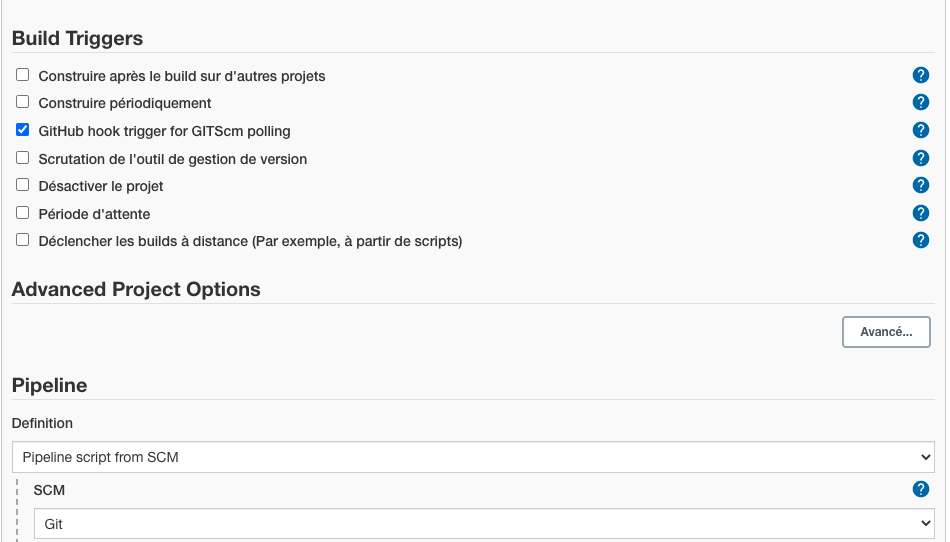 Build Triggers
Construire après le build sur d'autres projets
?
Construire périodiquement
?
GitHub hook trigger for GITScm polling
?
Scrutation de l'outil de gestion de version
?
Désactiver le projet
?
Période d'attente
?
Déclencher les builds à distance (Par exemple, à partir de scripts)
?
Advanced Project Options
Avancé...
Pipeline
Definition
Pipeline script from SCM
SCM
?
Git